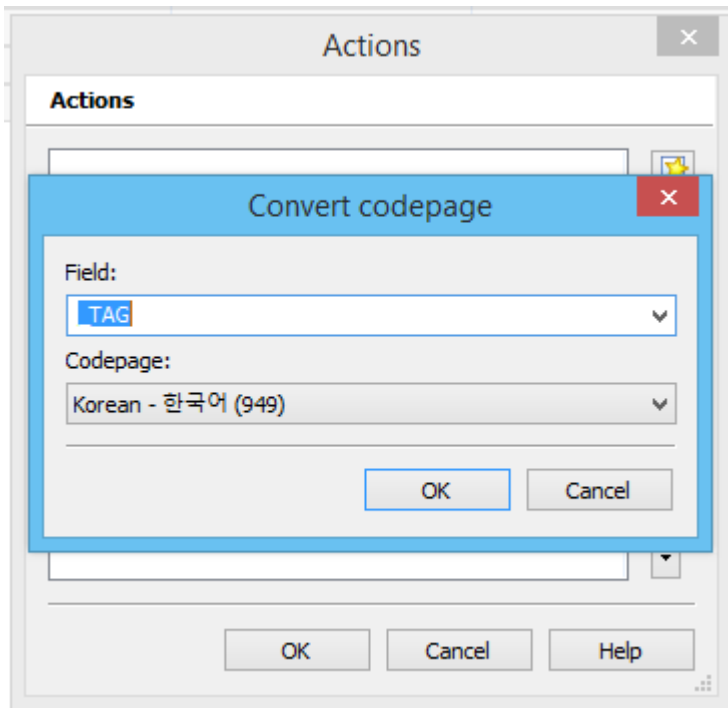 Actions
Actions
Convert codepage
Field:
_TAG
Codepage:
Korean - 한국어 (949)
OK
Cancel
OK
Cancel
Help